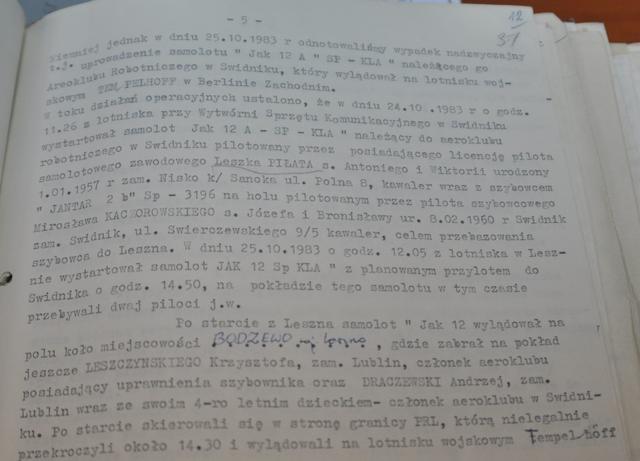 - 5 -
12
37
Niemniej jednak w dniu 25.10.1983 r odnotowaliśmy wypadek nadzwyczajny
t.j. uprowadzenie samolotu " Jak 12 A " SP - KLA " należącego go
Areoklubu Robotniczego w Świdniku, który wylądował na lotnisku woj-
skowym TEMPELHOFF w Berlinie Zachodnim.
W toku działań operacyjnych ustalono, że w dniu 24.10.1983 r o godz.
11.26 z lotniska przy Wytwórni Sprzętu Komunikacyjnego w Świdniku
wystartował samolot Jak 12 A - SP - KLA " należący do aeroklubu
robotniczego w Świdniku pilotowany przez posiadającego licencję pilota
samolotowego zawodowego Leszka PIŁATA s. Antoniego i Wiktorii urodzony
1.01.1957 r zam. Nisko k/ Sanoka ul. Polna 8, kawaler wraz z szybowcem
" JANTAR 2 b" Sp - 3196 na holu pilotowanym przez pilota szybowcowego
Mirosława KACZOROWSKIEGO s. Józefa i Bronisławy ur. 8.02.1960 r Świdnik
zam. Świdnik, ul. Świerczewskiego 9/5 kawaler, celem przebazowania
szybowca do Leszna. W dniu 25.10.1983 o godz. 12.05 z lotniska w Lesz-
nie wystartował samolot JAK 12 Sp KLA " z planowanym przylotem do
Świdnika o godz. 14.50, na pokładzie tego samolotu w tym czasie
przebywali dwaj piloci j.w.
Po starcie z Leszna samolot " Jak 12 wylądował na
polu koło miejscowości BODZEWO , gdzie zabrał na pokład
jeszcze LESZCZYŃSKIEGO Krzysztofa, zam. Lublin, członek aeroklubu
posiadający uprawnienia szybownika oraz DRACZEWSKI Andrzej, zam.
Lublin wraz ze swoim 4-ro letnim dzieckiem- członek aeroklubu w Świdni-
ku. Po starcie skierowali się w stronę granicy PRL, którą nielegalnie
przekroczyli około 14.30 i wylądowali na lotnisku wojskowym Tempelhoff